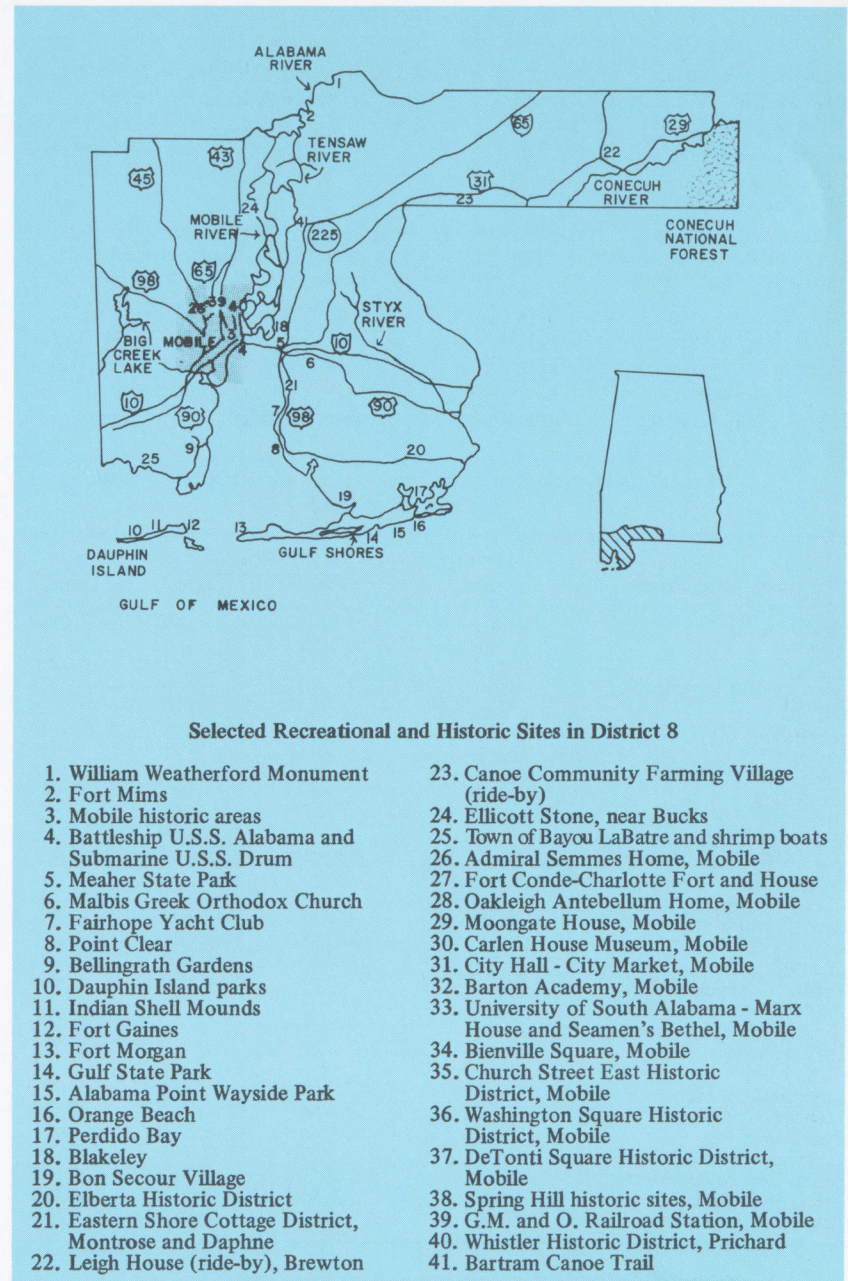 ALABAMA
RIVER
1
2
65
29
TENSAW
RIVER
43
45
22
31
23
CONECUH
RIVER
24
MOBILE
RIVER
41
225
CONECUH
NATIONAL
FOREST
98
65
39
STYX
RIVER
18
BIG
CREEK
LAKE
MOBILE
3
4
5
10
6
10
21
90
7
98
90
8
9
20
25
19
17
10
11
12
13
14
15
16
DAUPHIN
ISLAND
GULF SHORES
GULF OF MEXICO
Selected Recreational and Historic Sites in District 8
1. William Weatherford Monument
2. Fort Mims
3. Mobile historic areas
4. Battleship U.S.S. Alabama and
Submarine U.S.S. Drum
5. Meaher State Park
6. Malbis Greek Orthodox Church
7. Fairhope Yacht Club
8. Point Clear
9. Bellingrath Gardens
10. Dauphin Island parks
11. Indian Shell Mounds
12. Fort Gaines
13. Fort Morgan
14. Gulf State Park
15. Alabama Point Wayside Park
16. Orange Beach
17. Perdido Bay
18. Blakeley
19. Bon Secour Village
20. Elberta Historic District
21. Eastern Shore Cottage District,
Montrose and Daphne
22. Leigh House (ride-by), Brewton
23. Canoe Community Farming Village
(ride-by)
24. Ellicott Stone, near Bucks
25. Town of Bayou LaBatre and shrimp boats
26. Admiral Semmes Home, Mobile
27. Fort Conde-Charlotte Fort and House
28. Oakleigh Antebellum Home, Mobile
29. Moongate House, Mobile
30. Carlen House Museum, Mobile
31. City Hall - City Market, Mobile
32. Barton Academy, Mobile
33. University of South Alabama - Marx
House and Seamen's Bethel, Mobile
34. Bienville Square, Mobile
35. Church Street East Historic
District, Mobile
36. Washington Square Historic
District, Mobile
37. DeTonti Square Historic District,
Mobile
38. Spring Hill historic sites, Mobile
39. G.M. and O. Railroad Station, Mobile
40. Whistler Historic District, Prichard
41. Bartram Canoe Trail